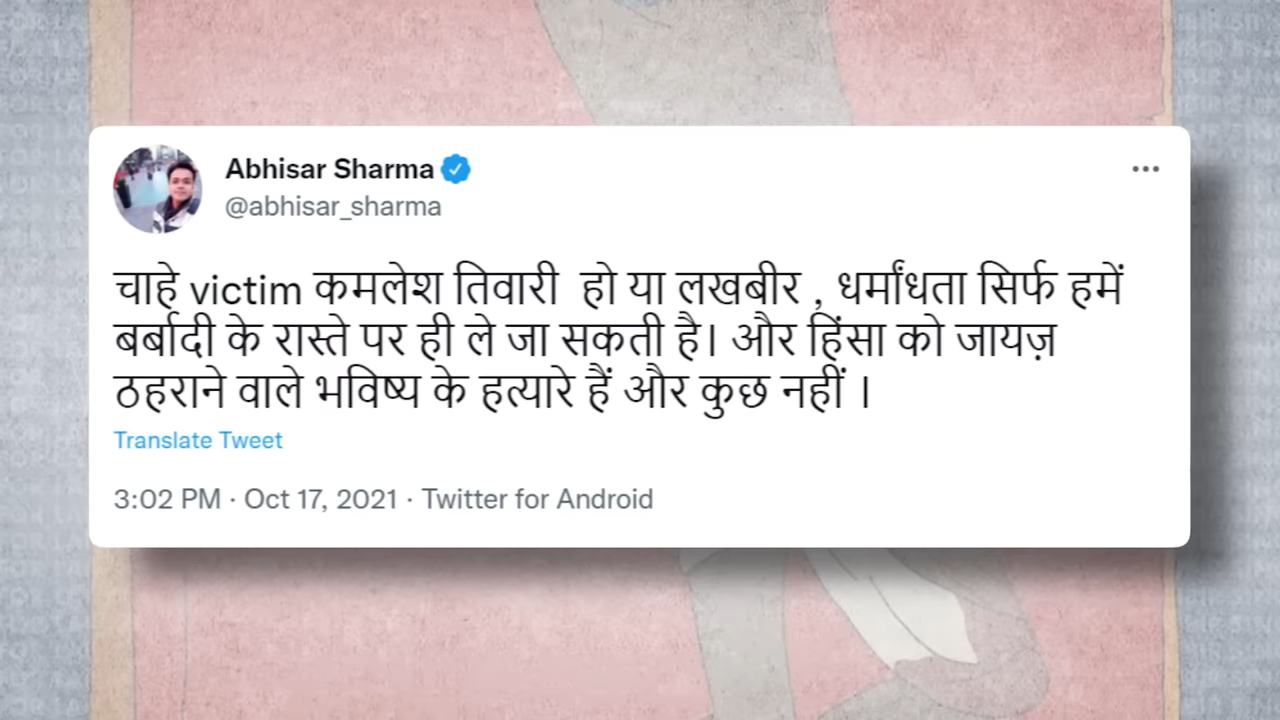 Abhisar Sharma
@abhisar_sharma
चाहे victim कमलेश तिवारी हो या लखबीर , धर्मांधता सिर्फ हमें
बर्बादी के रास्ते पर ही ले जा सकती है। और हिंसा को जायज़
ठहराने वाले भविष्य के हत्यारे हैं और कुछ नहीं ।
Translate Tweet
3:02 PM · Oct 17, 2021 · Twitter for Android